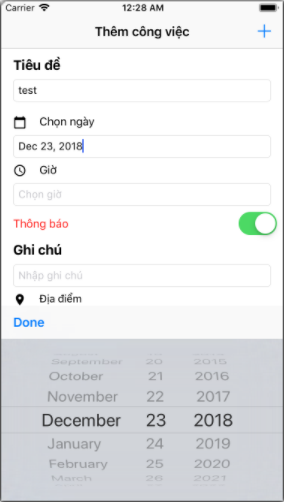 Carrier 12:28 AM
Thêm công việc +
Tiêu đề
test
Chọn ngày
Dec 23, 2018
Giờ
Chọn giờ
Thông báo
Ghi chú
Nhập ghi chú
Địa điểm
Done
September 20 2015
October 21 2016
November 22 2017
December 23 2018
January 24 2019
February 25 2020
March 26 2021